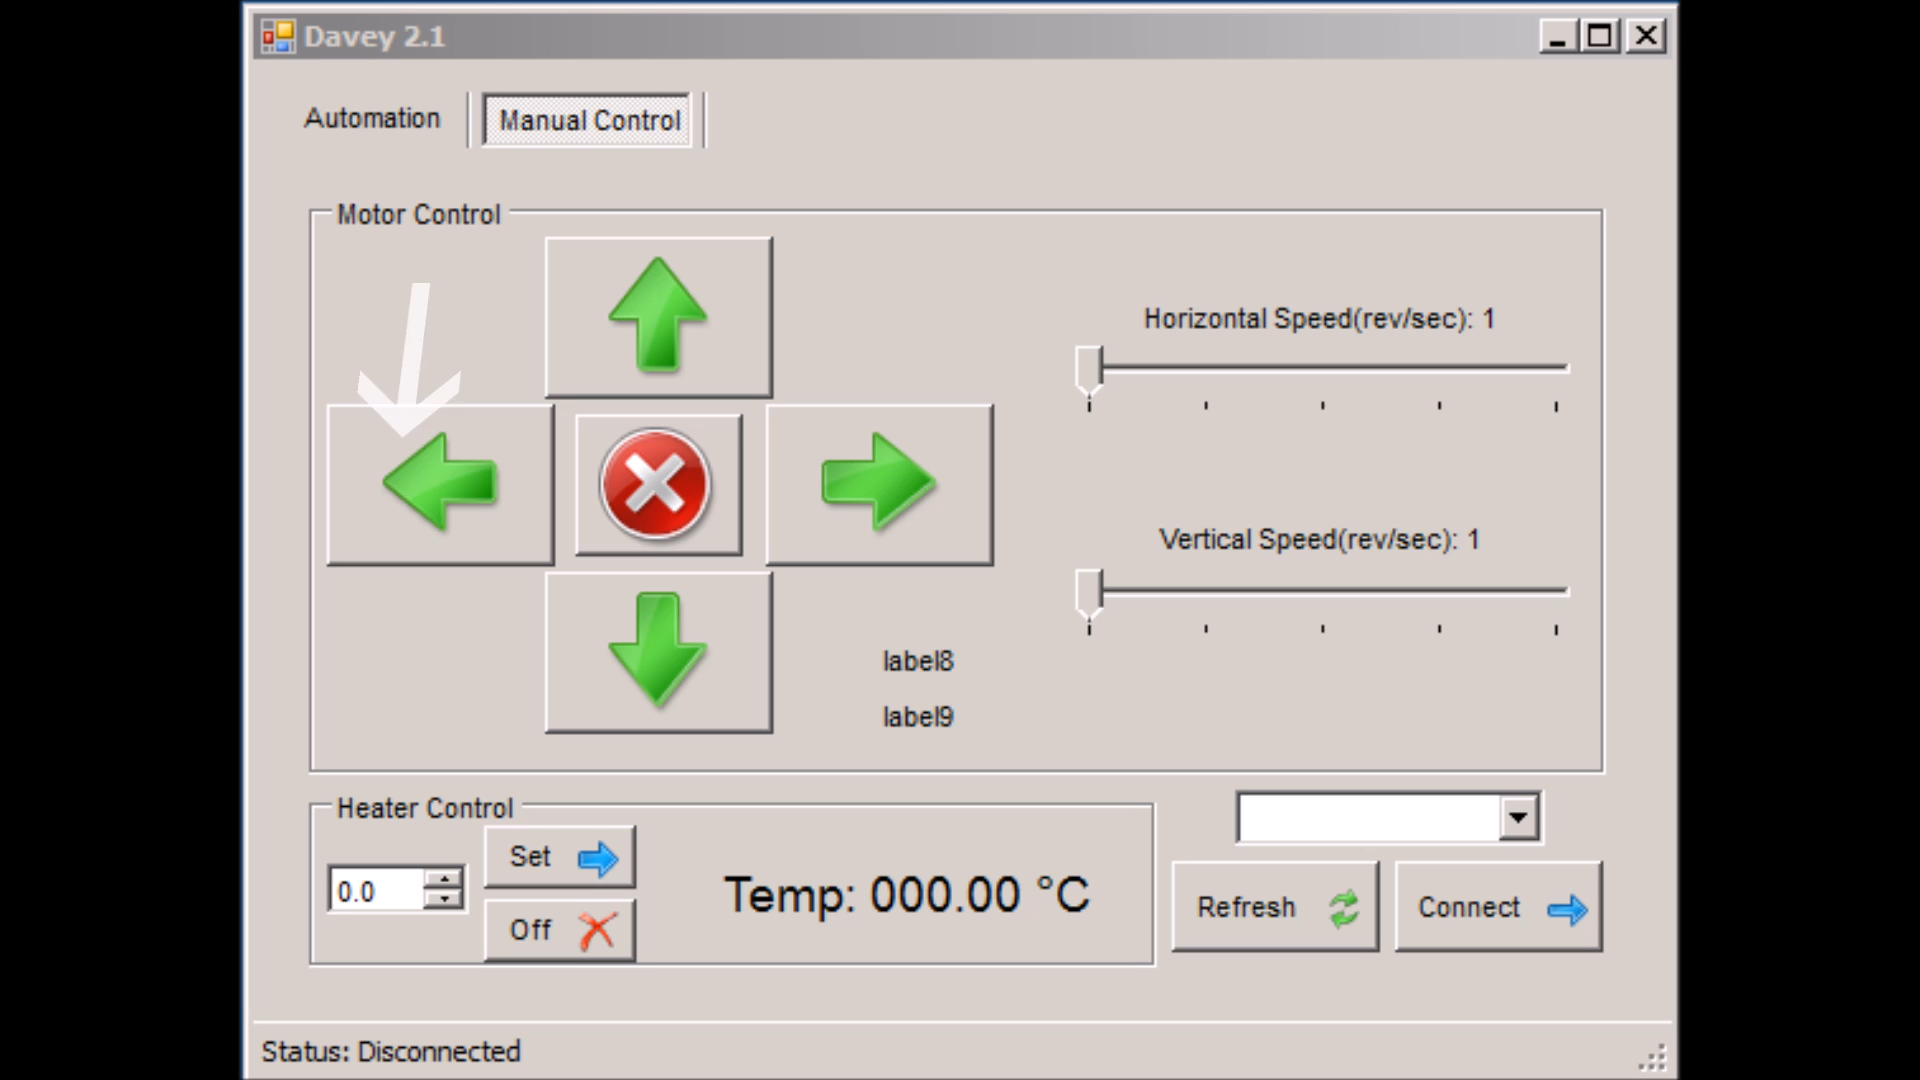 Davey 2.1
Automation
Manual Control
Motor Control
Horizontal Speed(rev/sec): 1
Vertical Speed(rev/sec): 1
label8
label9
Heater Control
0.0
Set
Off
Temp: 000.00 °C
Refresh
Connect
Status: Disconnected